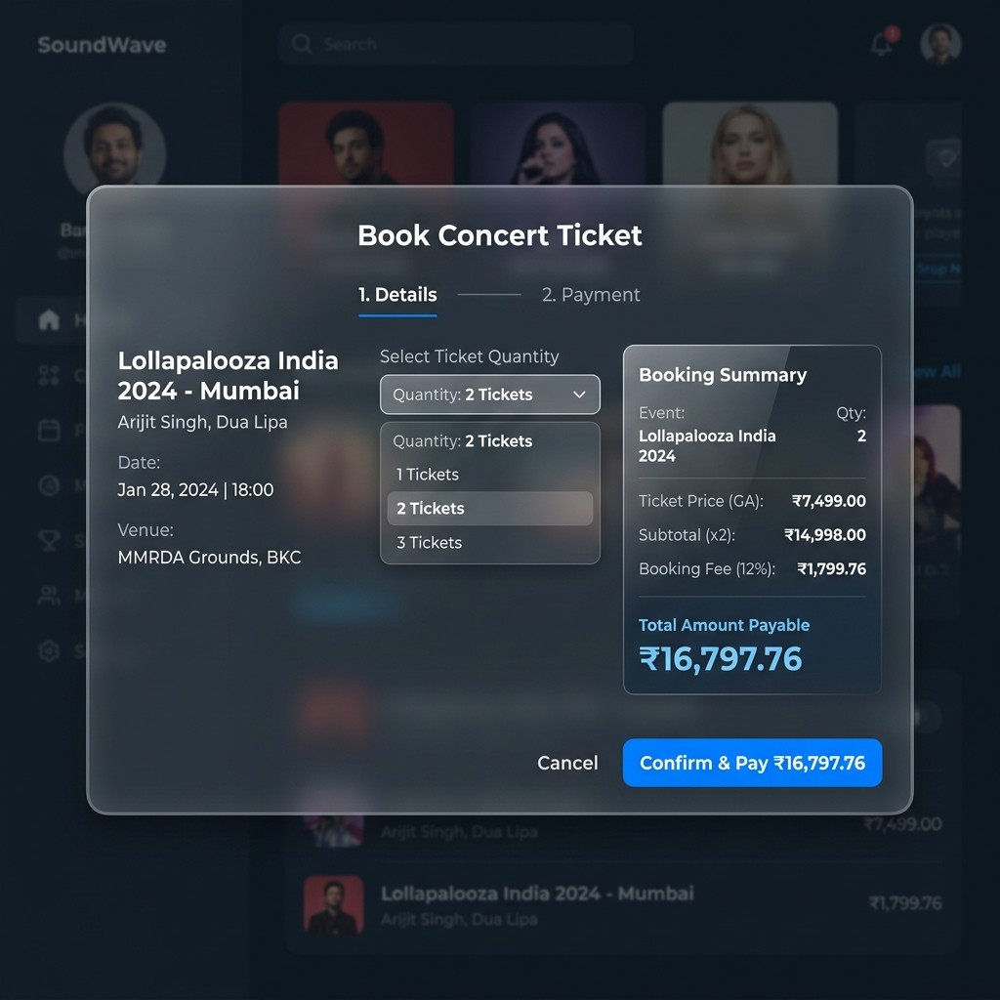 SoundWave
Search
1
Book Concert Ticket
1. Details
2. Payment
Lollapalooza India
2024 - Mumbai
Arijit Singh, Dua Lipa
Date:
Jan 28, 2024 | 18:00
Venue:
MMRDA Grounds, BKC
Select Ticket Quantity
Quantity: 2 Tickets
Quantity: 2 Tickets
1 Tickets
2 Tickets
3 Tickets
Booking Summary
Event: Qty:
Lollapalooza India 2
2024
Ticket Price (GA): ₹7,499.00
Subtotal (x2): ₹14,998.00
Booking Fee (12%): ₹1,799.76
Total Amount Payable
₹16,797.76
Cancel
Confirm & Pay ₹16,797.76
Arijit Singh, Dua Lipa
₹7,499.00
Lollapalooza India 2024 - Mumbai
Arijit Singh, Dua Lipa
₹1,799.76